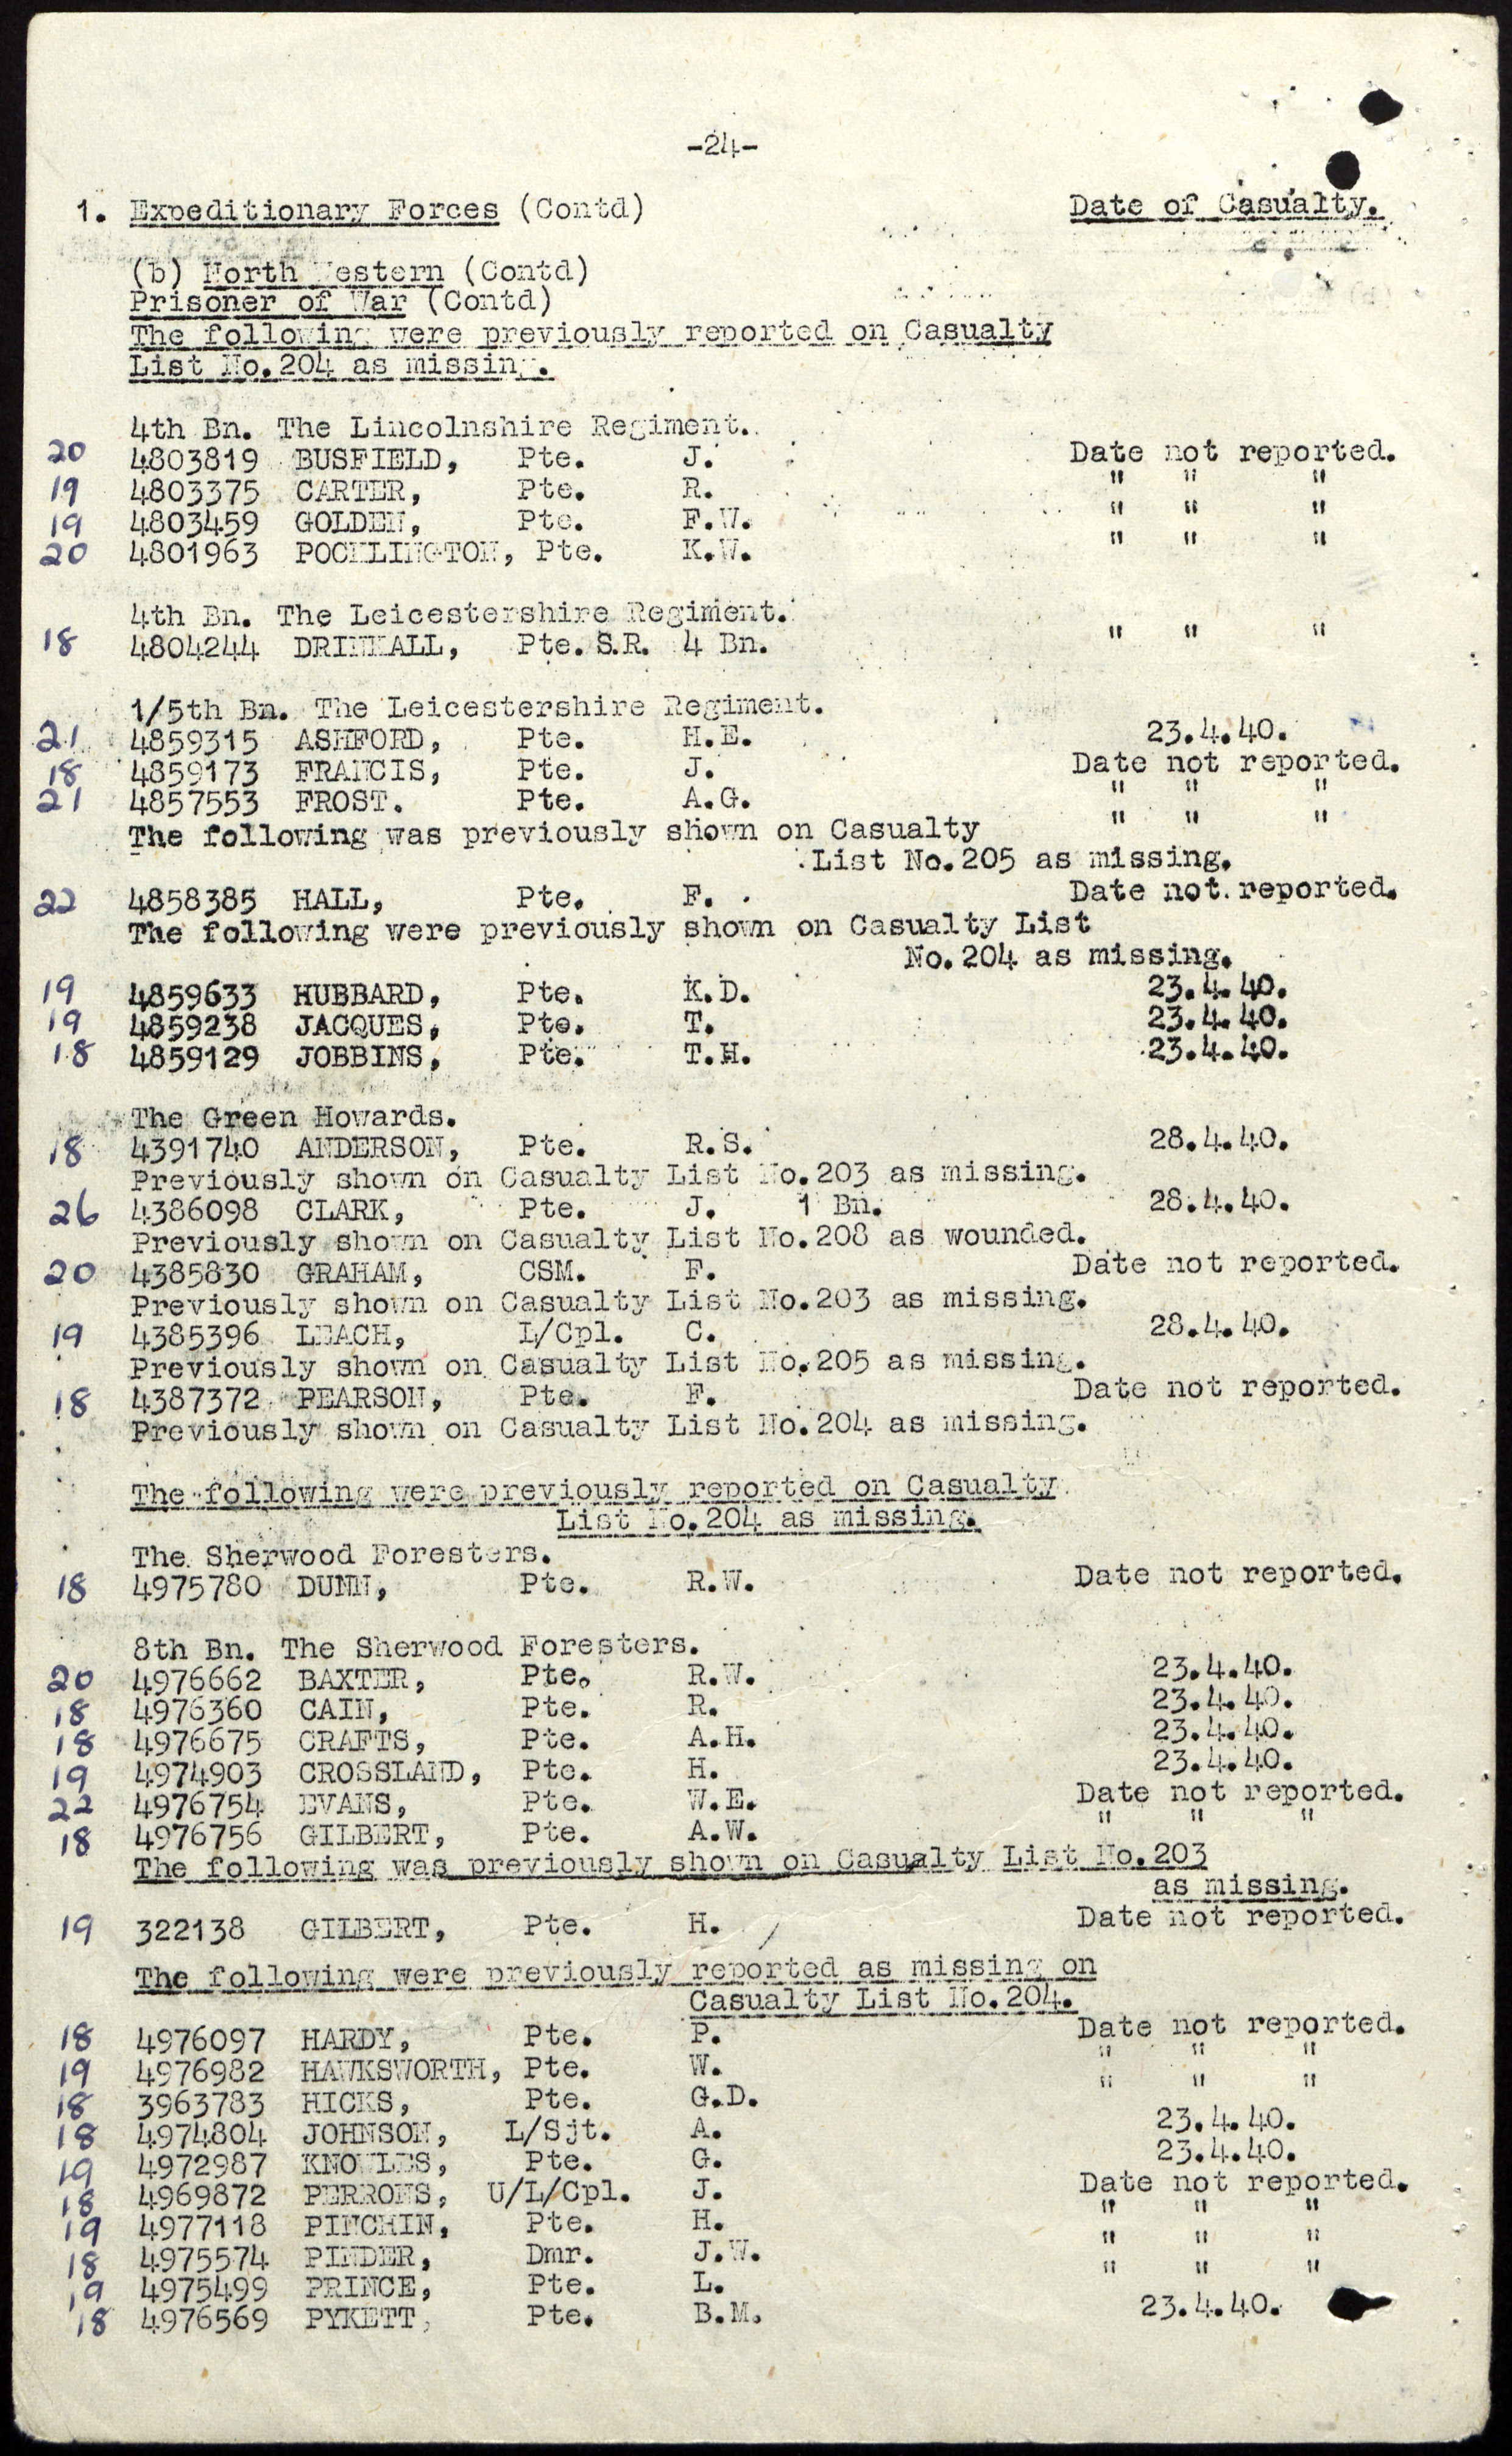 -24-
1. Expeditionary Forces (Contd) Date of Casualty.
(b) North Western (Contd)
Prisoner of War (Contd)
The following were previously reported on Casualty
List No.204 as missing.
4th Bn. The Lincolnshire Regiment.
20 4803819 BUSFIELD, Pte. J. Date not reported.
19 4803375 CARTER, Pte. R. " " "
19 4803459 GOLDEN, Pte. F.W. " " "
20 4801963 POCKLINGTON, Pte. K.W. " " "
4th Bn. The Leicestershire Regiment.
18 4804244 DRINKALL, Pte. S.R. 4 Bn. " " "
1/5th Bn. The Leicestershire Regiment.
21 4859315 ASHFORD, Pte. H.E. 23.4.40.
18 4859173 FRANCIS, Pte. J. Date not reported.
21 4857553 FROST. Pte. A.G. " " "
The following was previously shown on Casualty " " "
List No.205 as missing.
22 4858385 HALL, Pte. F. Date not reported.
The following were previously shown on Casualty List
No.204 as missing.
19 4859633 HUBBARD, Pte. K.D. 23.4.40.
19 4859238 JACQUES, Pte. T. 23.4.40.
18 4859129 JOBBINS, Pte. T.H. 23.4.40.
The Green Howards.
18 4391740 ANDERSON, Pte. R.S. 28.4.40.
Previously shown on Casualty List No.203 as missing.
26 4386098 CLARK, Pte. J. 1 Bn. 28.4.40.
Previously shown on Casualty List No.208 as wounded.
20 4385830 GRAHAM, CSM. F. Date not reported.
Previously shown on Casualty List No.203 as missing.
19 4385396 LEACH, L/Cpl. C. 28.4.40.
Previously shown on Casualty List No.205 as missing.
18 4387372 PEARSON, Pte. F. Date not reported.
Previously shown on Casualty List No.204 as missing.
The following were previously reported on Casualty
List No.204 as missing.
The Sherwood Foresters.
18 4975780 DUNN, Pte. R.W. Date not reported.
8th Bn. The Sherwood Foresters.
20 4976662 BAXTER, Pte. R.W. 23.4.40.
18 4976360 CAIN, Pte. R. 23.4.40.
18 4976675 CRAFTS, Pte. A.H. 23.4.40.
19 4974903 CROSSLAND, Pte. H. 23.4.40.
22 4976754 EVANS, Pte. W.E. Date not reported.
18 4976756 GILBERT, Pte. A.W. " " "
The following was previously shown on Casualty List No.203
as missing.
19 322138 GILBERT, Pte. H. Date not reported.
The following were previously reported as missing on
Casualty List No.204.
18 4976097 HARDY, Pte. P. Date not reported.
19 4976982 HAWKSWORTH, Pte. W. " " "
18 3963783 HICKS, Pte. G.D. " " "
18 4974804 JOHNSON, L/Sjt. A. 23.4.40.
19 4972987 KNOWLES, Pte. G. 23.4.40.
18 4969872 PERRONS, U/L/Cpl. J. Date not reported.
19 4977118 PINCHIN, Pte. H. " " "
18 4975574 PINDER, Dmr. J.W. " " "
19 4975499 PRINCE, Pte. L. " " "
18 4976569 PYKETT, Pte. B.M. 23.4.40.